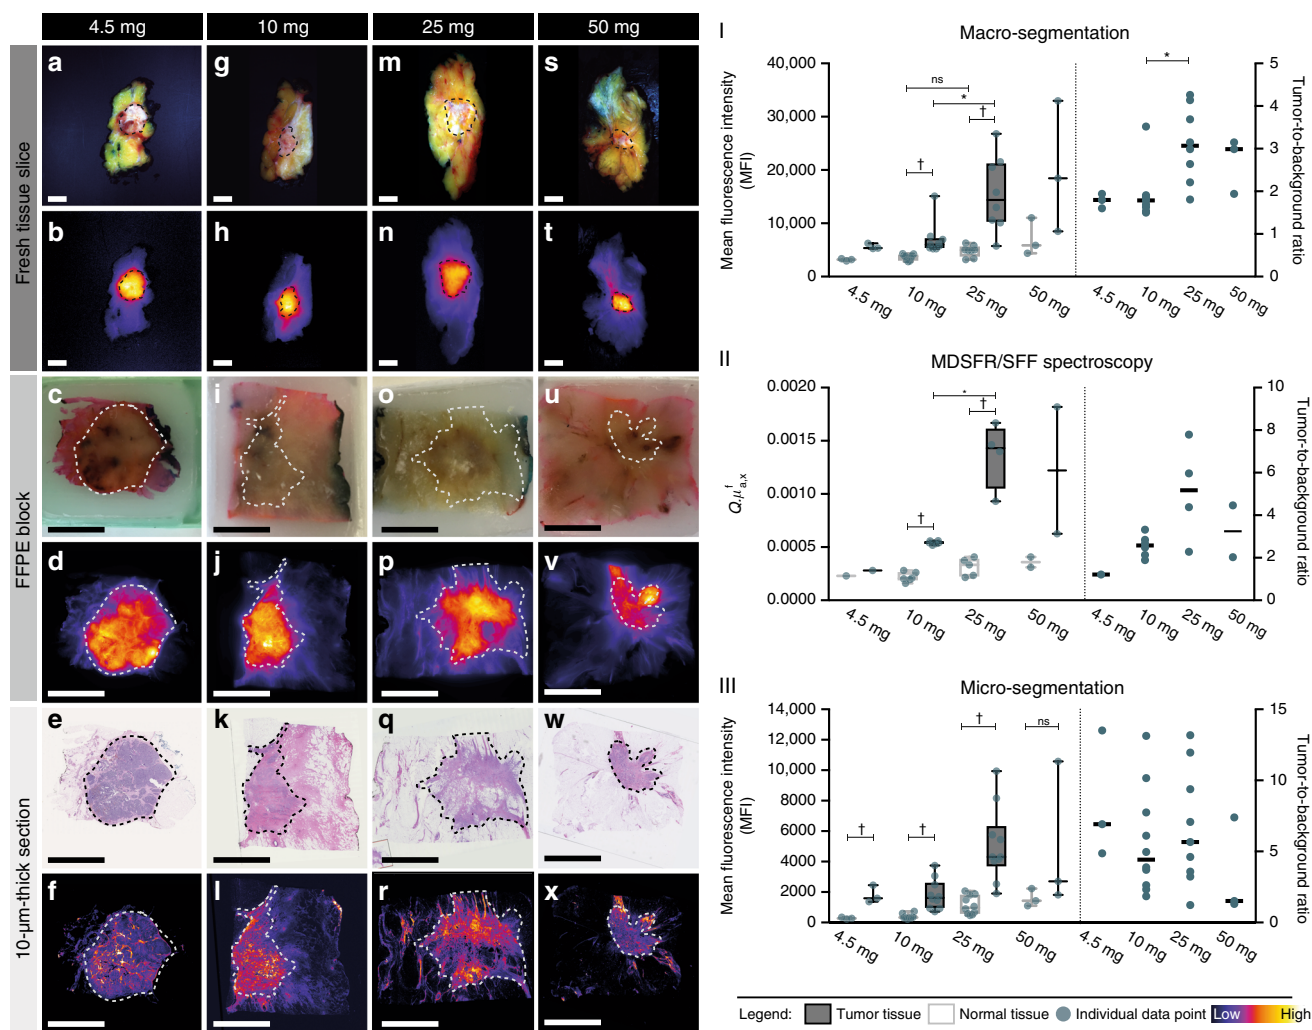 4.5 mg 10 mg 25 mg 50 mg
Fresh tissue slice
FFPE block
10-µm-thick section
a g m s
b h n t
c i o u
d j p v
e k q w
f l r x
I Macro-segmentation
Mean fluorescence intensity
(MFI)
40,000
30,000
20,000
10,000
0
ns
*
†
†
*
5
4
3
2
1
0
Tumor-to-background ratio
4.5 mg 10 mg 25 mg 50 mg 4.5 mg 10 mg 25 mg 50 mg
II MDSFR/SFF spectroscopy
Q.µᶠa,x
0.0020
0.0015
0.0010
0.0005
0.0000
*
†
†
10
8
6
4
2
0
Tumor-to-background ratio
4.5 mg 10 mg 25 mg 50 mg 4.5 mg 10 mg 25 mg 50 mg
III Micro-segmentation
Mean fluorescence intensity
(MFI)
14,000
12,000
10,000
8000
6000
4000
2000
0
†
†
†
ns
15
10
5
0
Tumor-to-background ratio
4.5 mg 10 mg 25 mg 50 mg 4.5 mg 10 mg 25 mg 50 mg
Legend: Tumor tissue Normal tissue Individual data point Low High